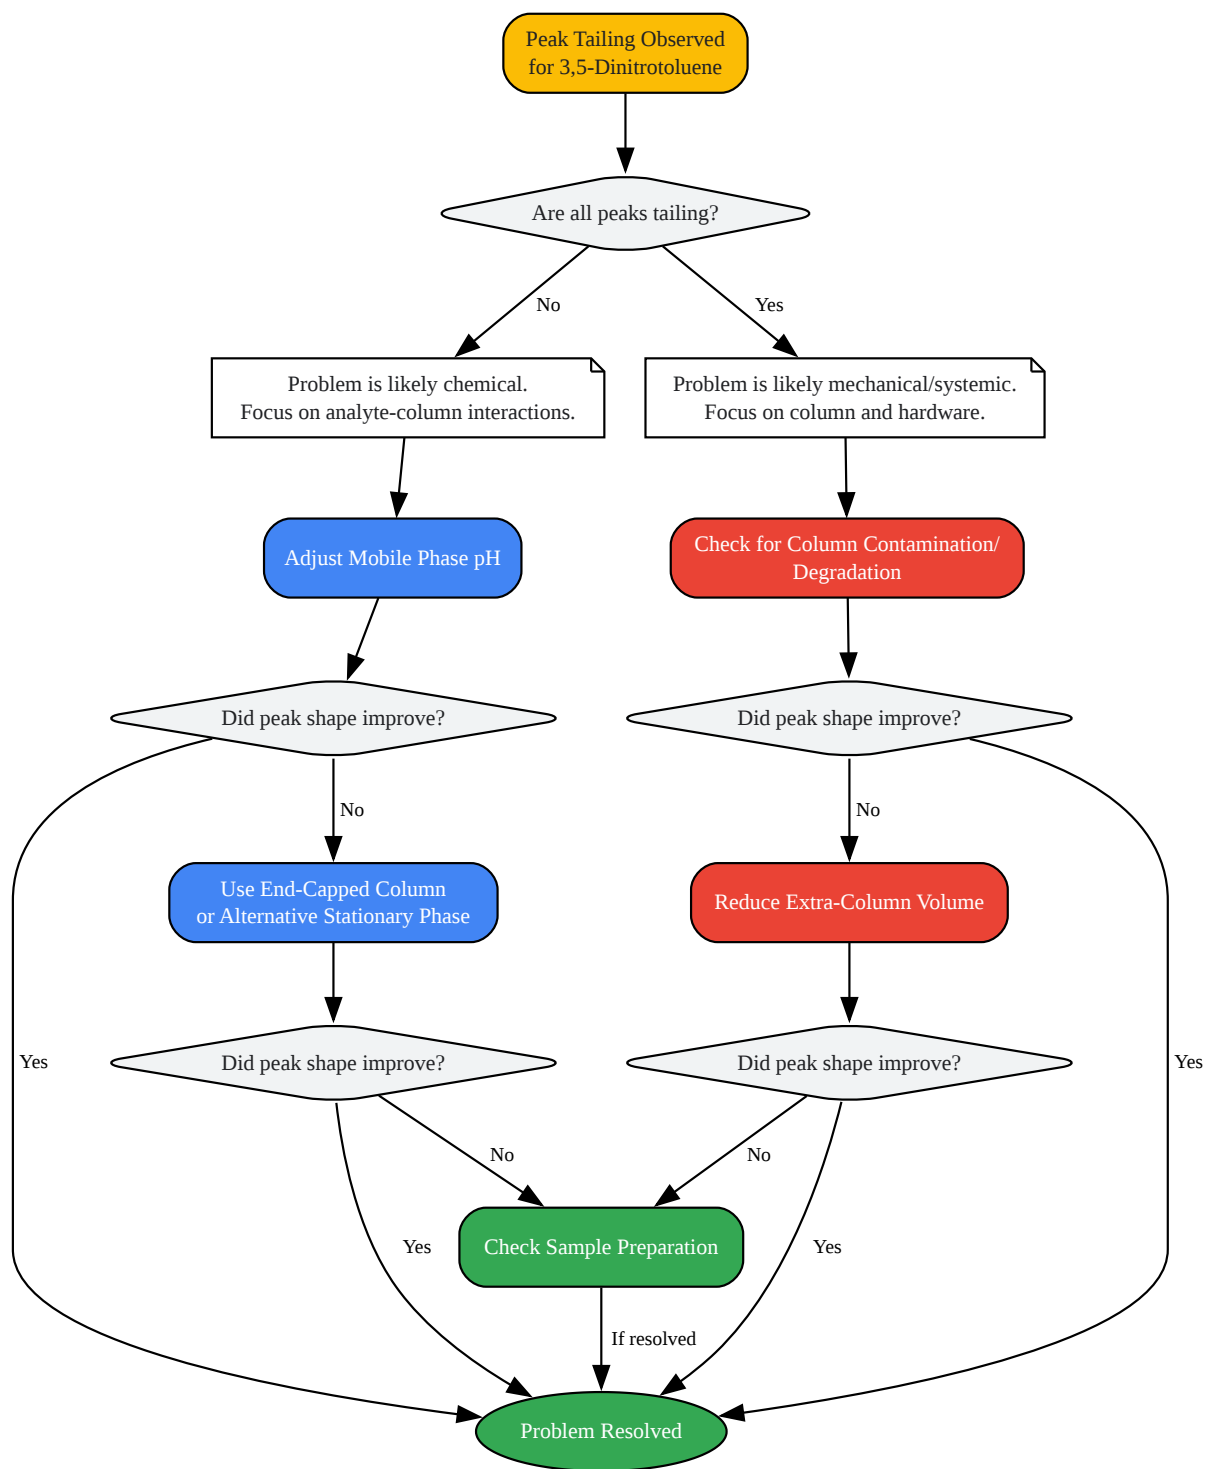 Peak Tailing Observed
for 3,5-Dinitrotoluene
Are all peaks tailing?
No
Yes
Problem is likely chemical.
Focus on analyte-column interactions.
Problem is likely mechanical/systemic.
Focus on column and hardware.
Adjust Mobile Phase pH
Check for Column Contamination/
Degradation
Did peak shape improve?
Did peak shape improve?
No
No
Use End-Capped Column
or Alternative Stationary Phase
Reduce Extra-Column Volume
Yes
Did peak shape improve?
Did peak shape improve?
Yes
No
No
Yes
Check Sample Preparation
Yes
If resolved
Problem Resolved